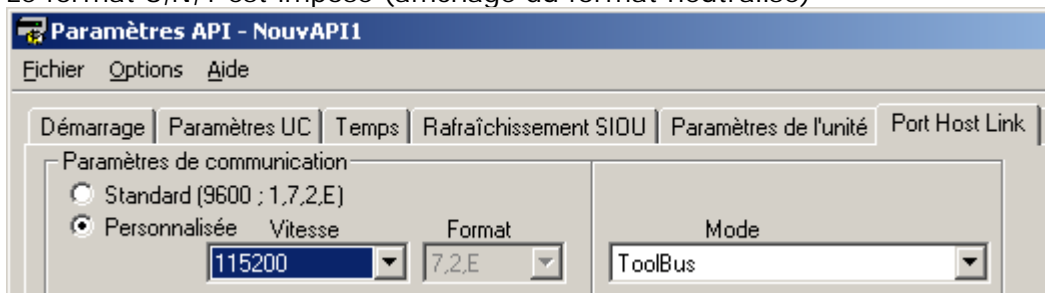 Le format 8,N,1 est imposé (affichage du format neutralisé)
Paramètres API - NouvAPI1
Fichier Options Aide
Démarrage Paramètres UC Temps Rafraîchissement SIOU Paramètres de l'unité Port Host Link
Paramètres de communication
Standard (9600 ; 1,7,2,E)
Personnalisée Vitesse Format Mode
115200 7,2,E ToolBus